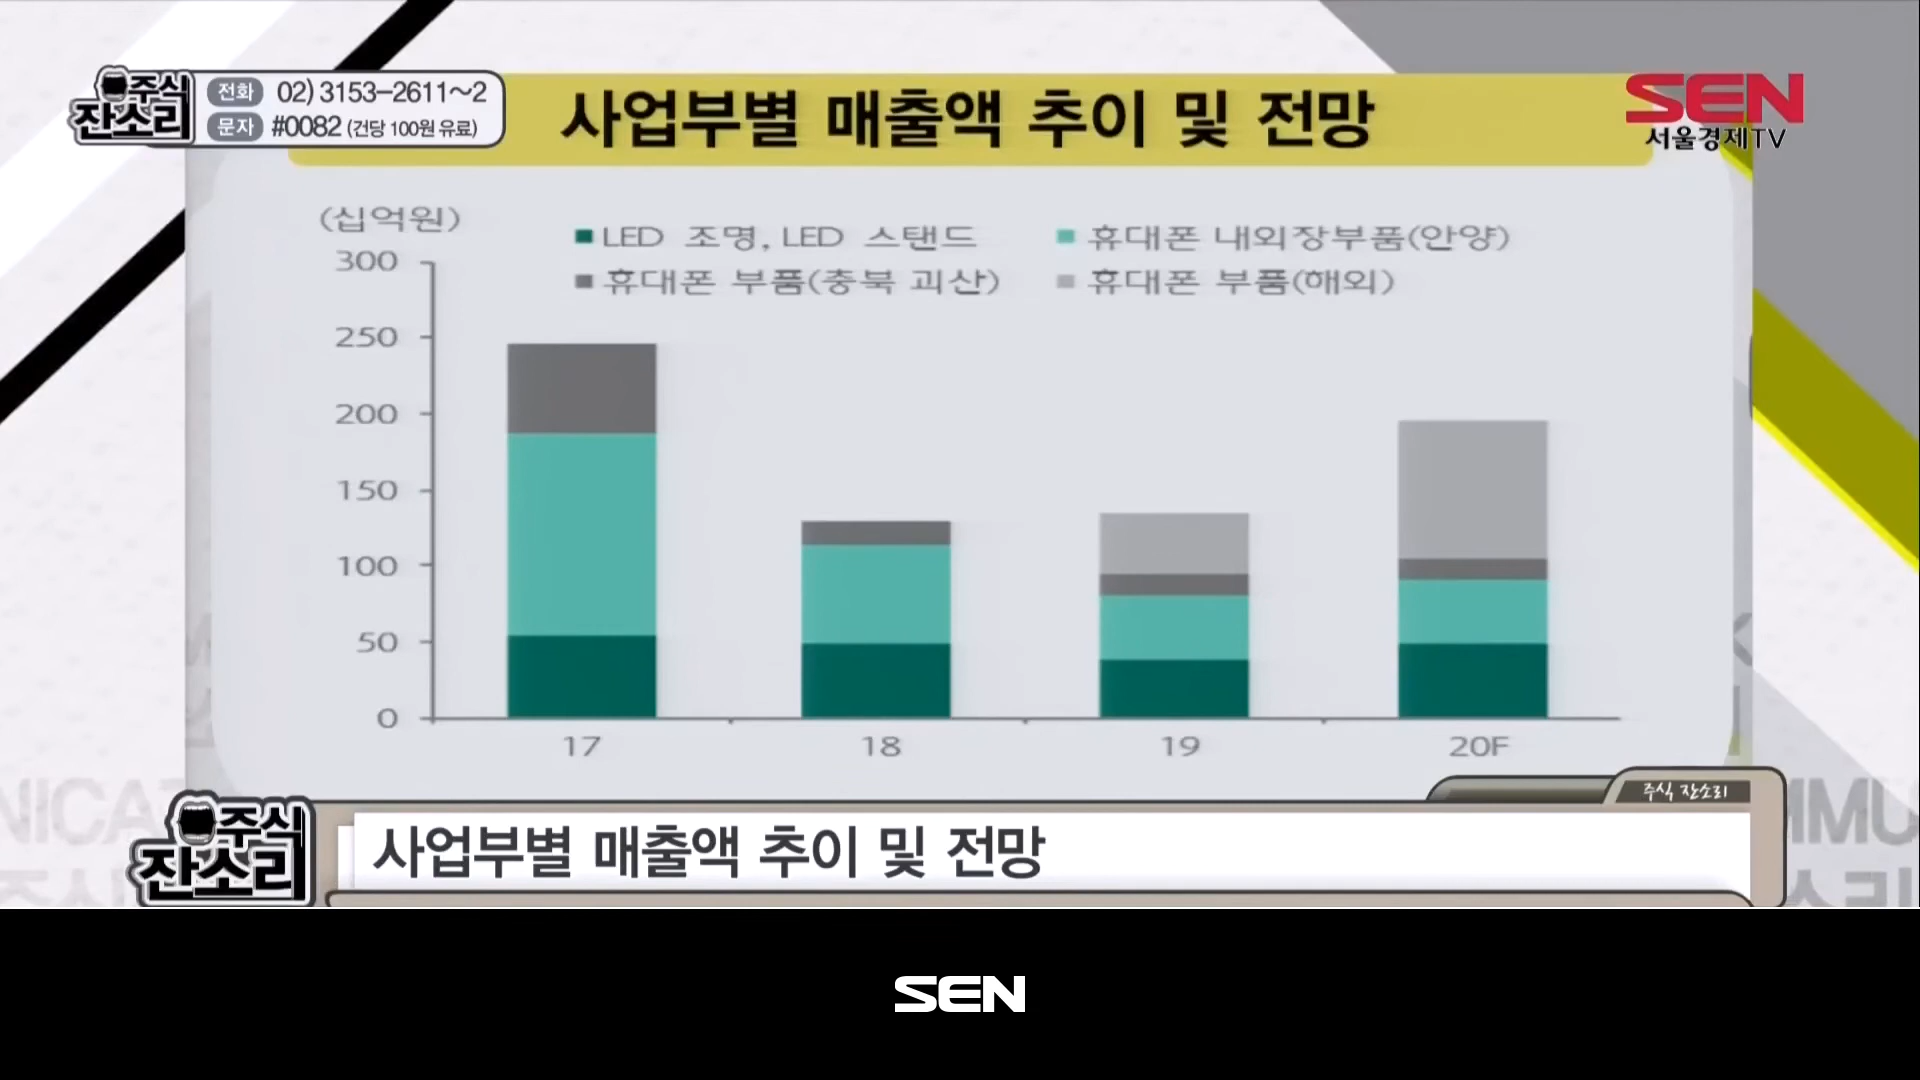 주식
잔소리
전화 02) 3153-2611~2
문자 #0082 (건당 100원 유료)
사업부별 매출액 추이 및 전망
SEN
서울경제TV
(십억원)
LED 조명, LED 스탠드
휴대폰 내외장부품(안양)
휴대폰 부품(충북 괴산)
휴대폰 부품(해외)
300
250
200
150
100
50
0
17
18
19
20F
주식 잔소리
주식
잔소리
사업부별 매출액 추이 및 전망
SEN